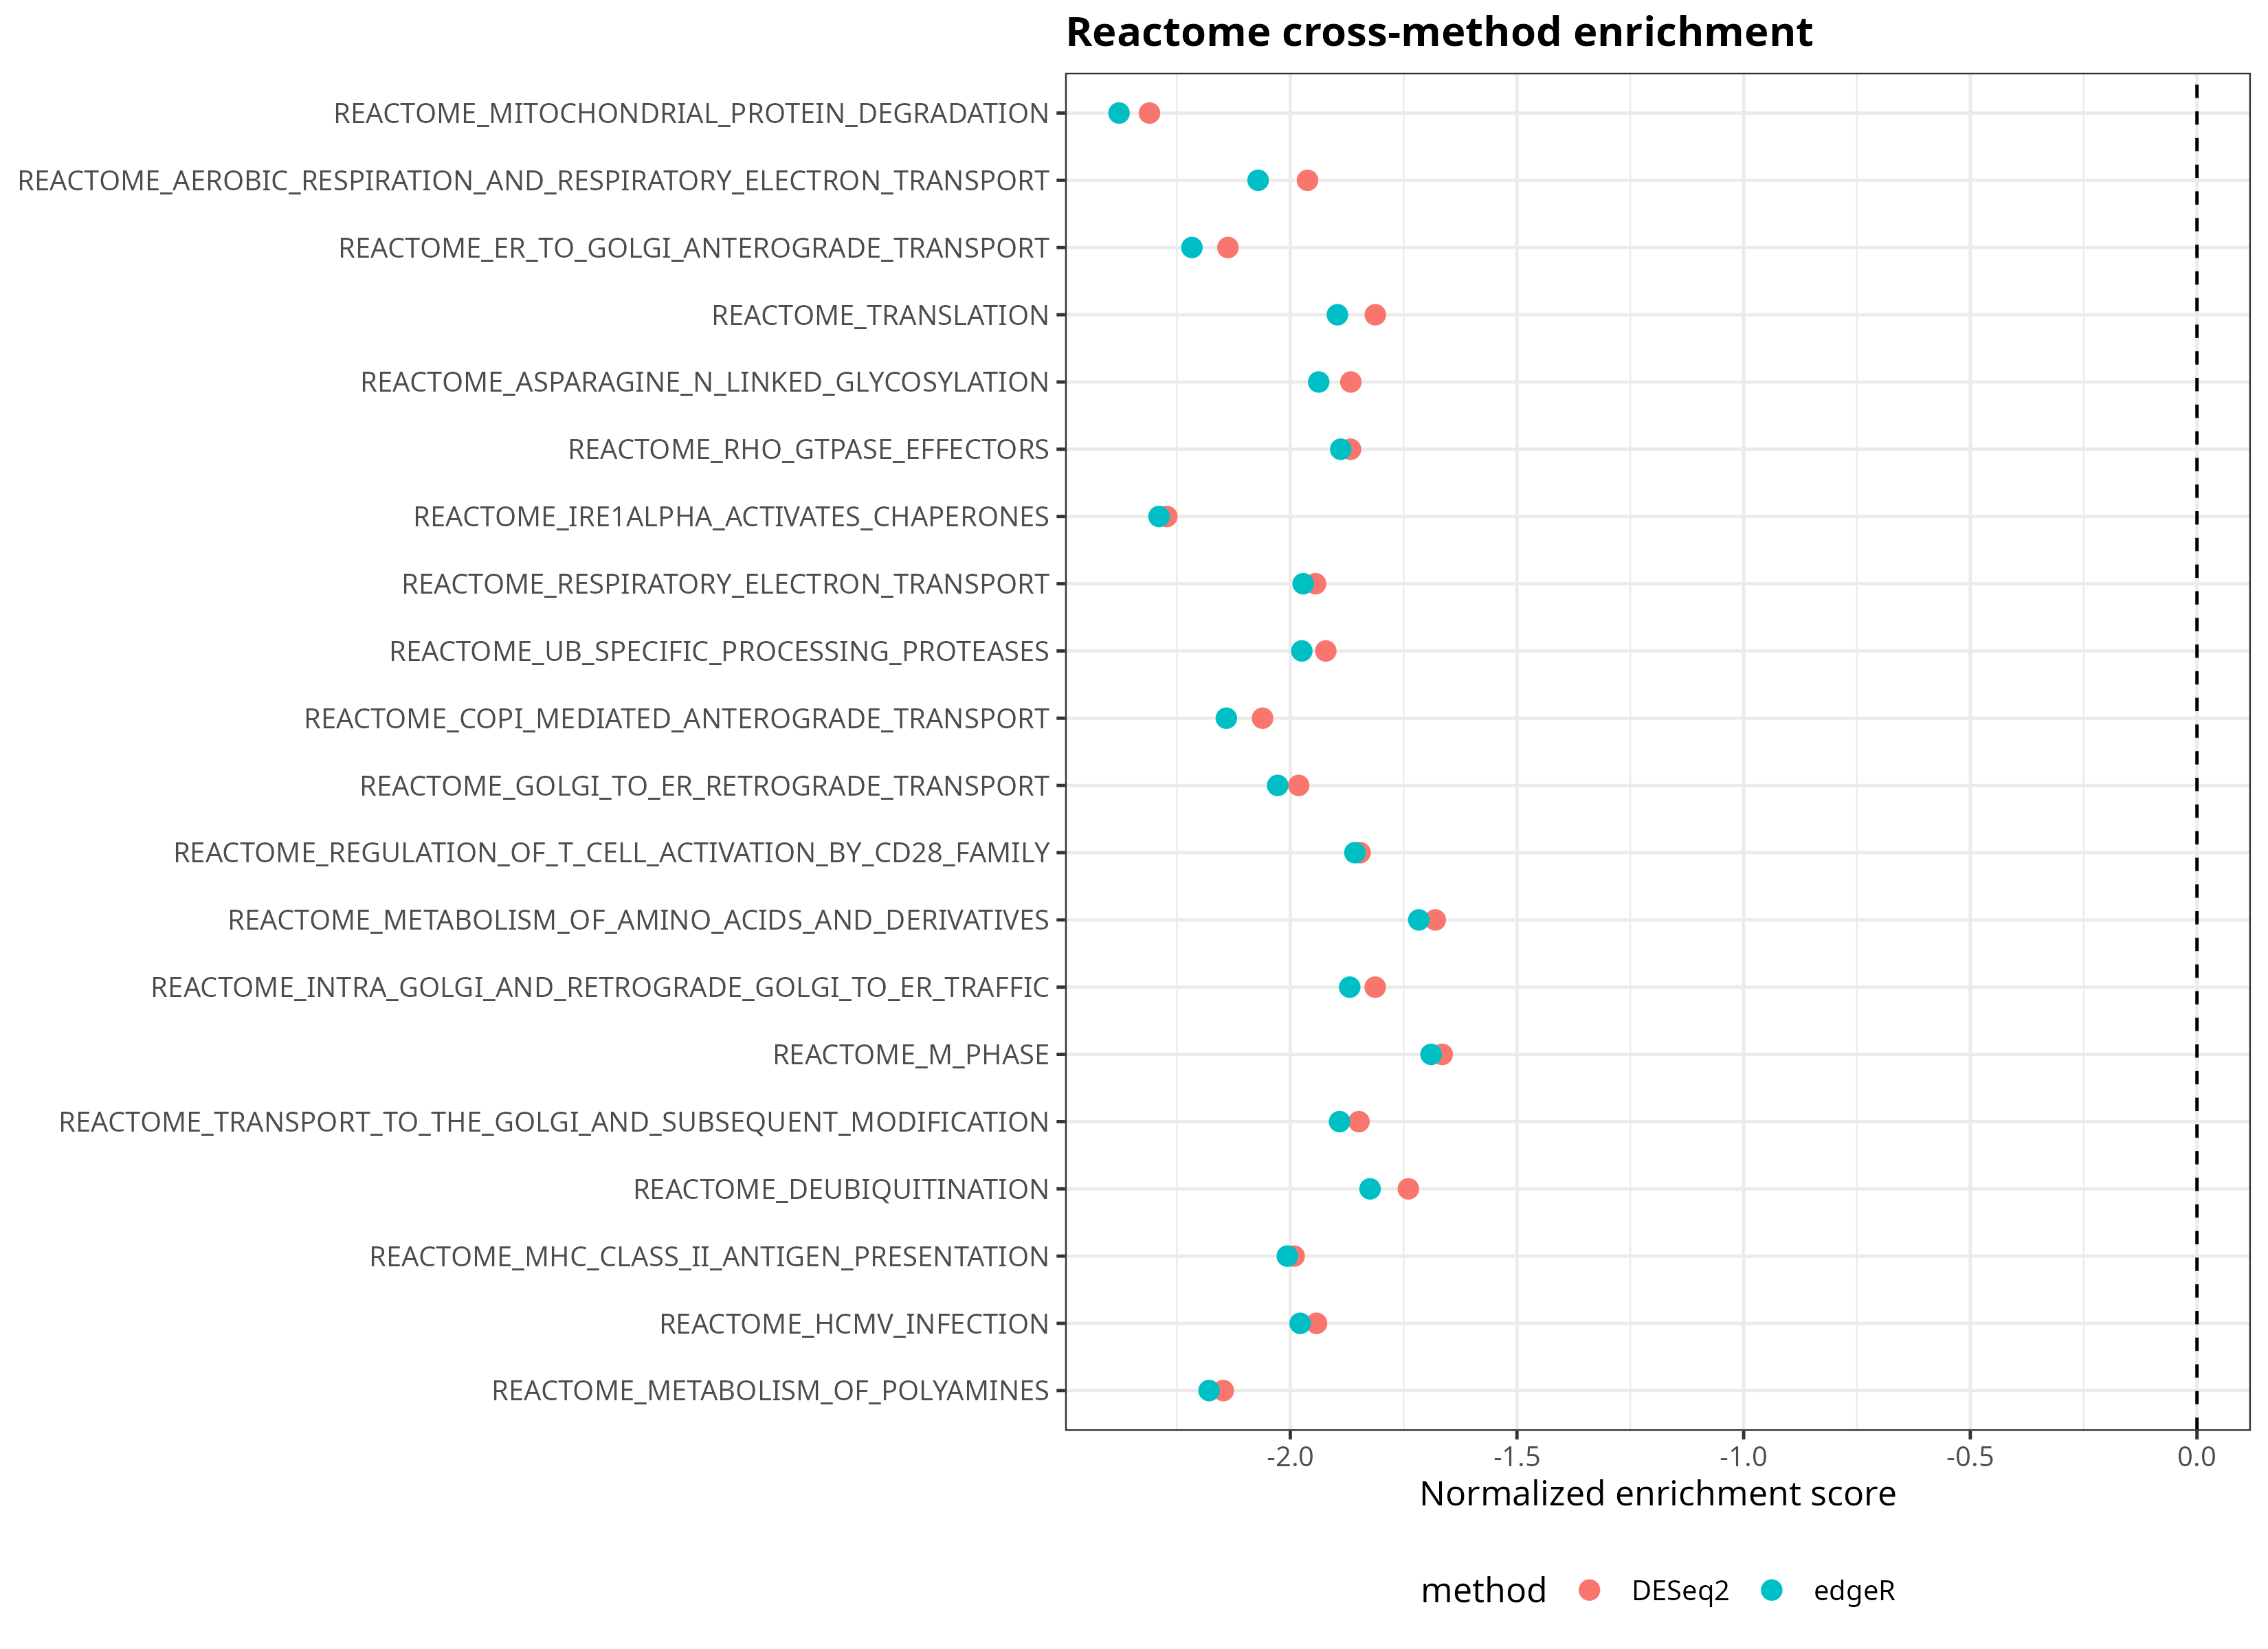 Reactome cross-method enrichment
REACTOME_MITOCHONDRIAL_PROTEIN_DEGRADATION
REACTOME_AEROBIC_RESPIRATION_AND_RESPIRATORY_ELECTRON_TRANSPORT
REACTOME_ER_TO_GOLGI_ANTEROGRADE_TRANSPORT
REACTOME_TRANSLATION
REACTOME_ASPARAGINE_N_LINKED_GLYCOSYLATION
REACTOME_RHO_GTPASE_EFFECTORS
REACTOME_IRE1ALPHA_ACTIVATES_CHAPERONES
REACTOME_RESPIRATORY_ELECTRON_TRANSPORT
REACTOME_UB_SPECIFIC_PROCESSING_PROTEASES
REACTOME_COPI_MEDIATED_ANTEROGRADE_TRANSPORT
REACTOME_GOLGI_TO_ER_RETROGRADE_TRANSPORT
REACTOME_REGULATION_OF_T_CELL_ACTIVATION_BY_CD28_FAMILY
REACTOME_METABOLISM_OF_AMINO_ACIDS_AND_DERIVATIVES
REACTOME_INTRA_GOLGI_AND_RETROGRADE_GOLGI_TO_ER_TRAFFIC
REACTOME_M_PHASE
REACTOME_TRANSPORT_TO_THE_GOLGI_AND_SUBSEQUENT_MODIFICATION
REACTOME_DEUBIQUITINATION
REACTOME_MHC_CLASS_II_ANTIGEN_PRESENTATION
REACTOME_HCMV_INFECTION
REACTOME_METABOLISM_OF_POLYAMINES
-2.0 -1.5 -1.0 -0.5 0.0
Normalized enrichment score
method DESeq2 edgeR